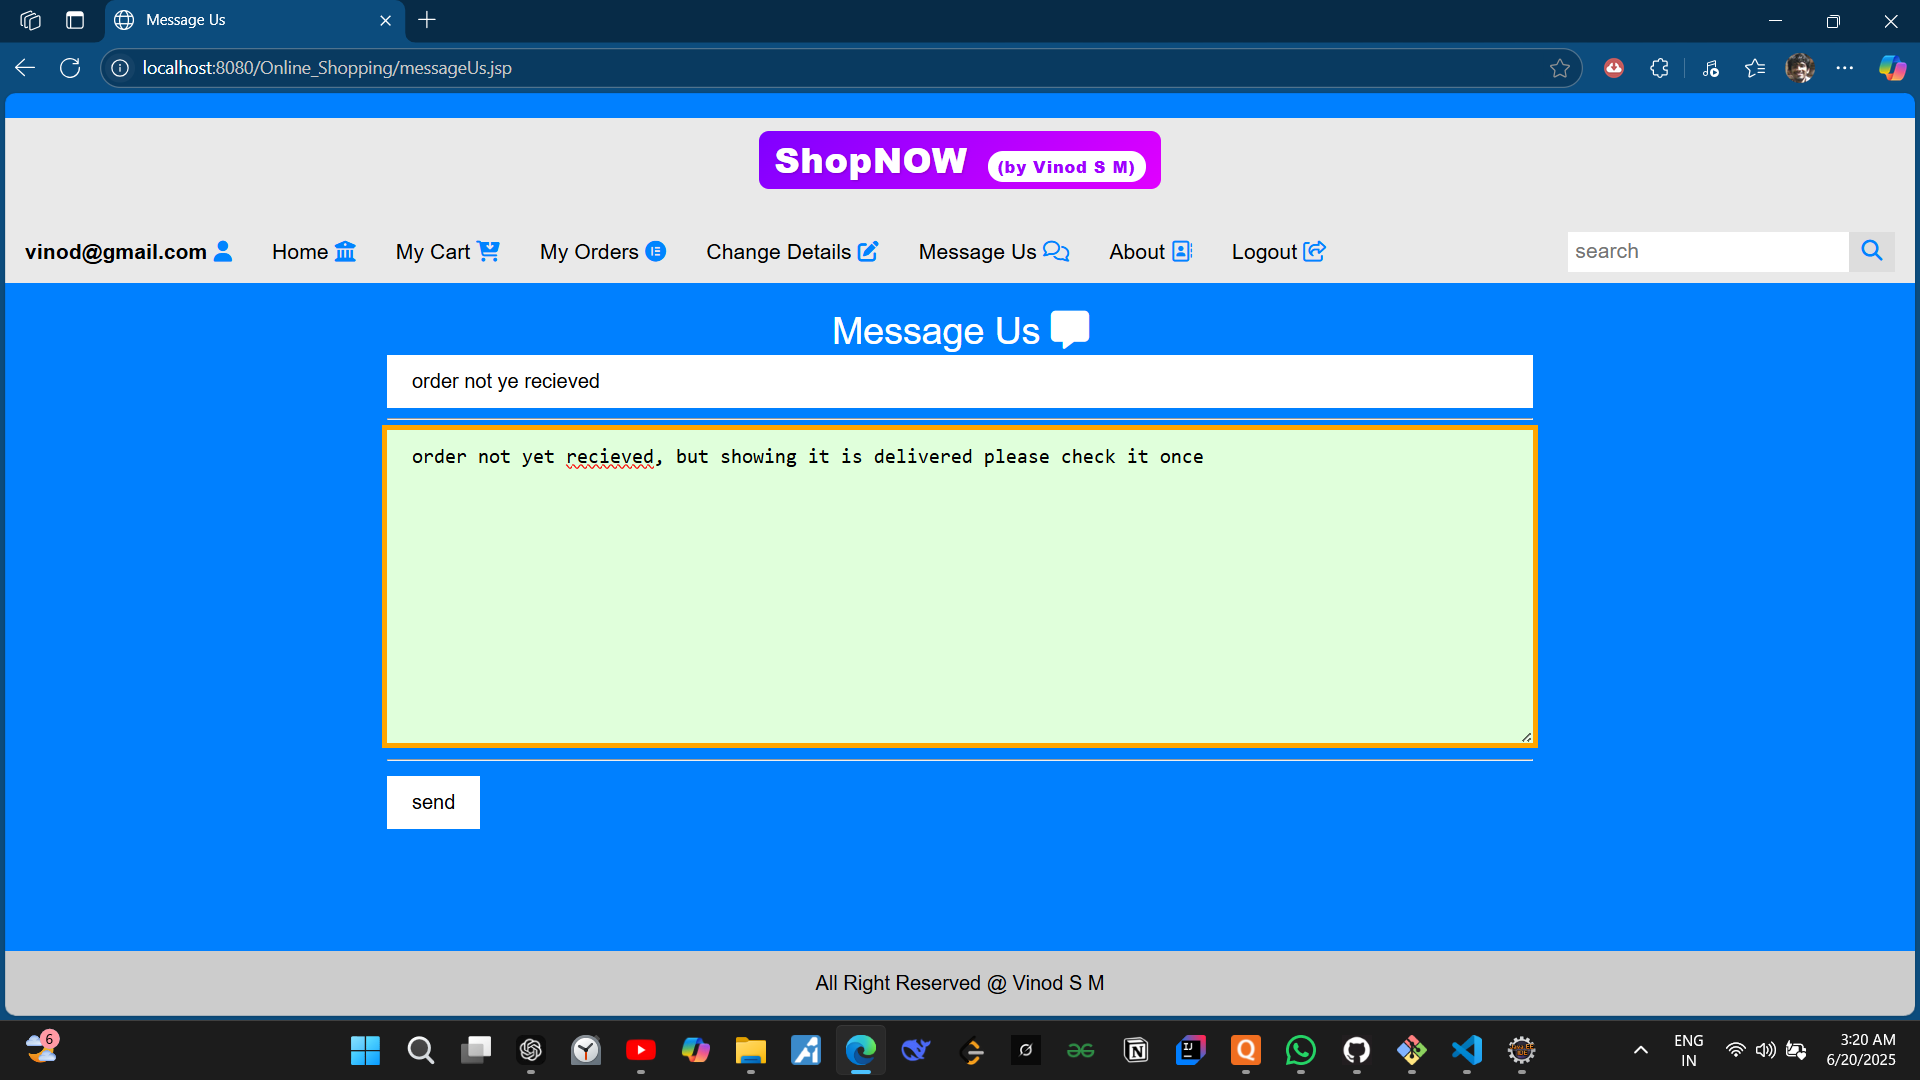 Message Us
localhost:8080/Online_Shopping/messageUs.jsp
ShopNOW (by Vinod S M)
vinod@gmail.com Home My Cart My Orders Change Details Message Us About Logout search
Message Us
order not ye recieved
order not yet recieved, but showing it is delivered please check it once
send
All Right Reserved @ Vinod S M
6
ENG
IN
3:20 AM
6/20/2025